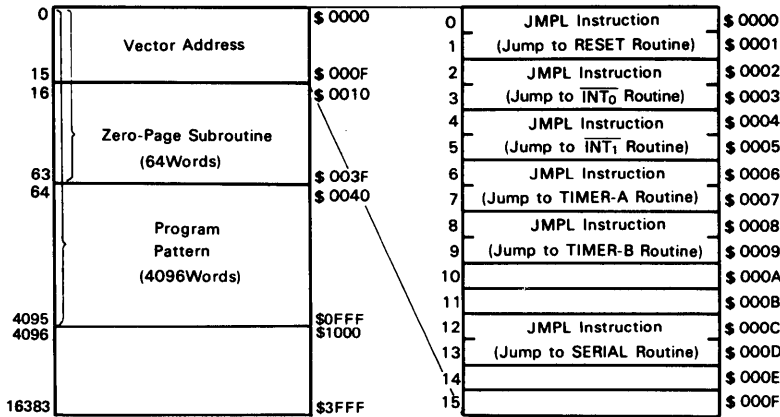 0
$ 0000
Vector Address
15
$ 000F
16
$ 0010
Zero-Page Subroutine
(64Words)
63
$ 003F
64
$ 0040
Program
Pattern
(4096Words)
4095
$0FFF
4096
$1000
16383
$3FFF
0 JMPL Instruction $ 0000
1 (Jump to RESET Routine) $ 0001
2 JMPL Instruction $ 0002
3 (Jump to INT0 Routine) $ 0003
4 JMPL Instruction $ 0004
5 (Jump to INT1 Routine) $ 0005
6 JMPL Instruction $ 0006
7 (Jump to TIMER-A Routine) $ 0007
8 JMPL Instruction $ 0008
9 (Jump to TIMER-B Routine) $ 0009
10 $ 000A
11 $ 000B
12 JMPL Instruction $ 000C
13 (Jump to SERIAL Routine) $ 000D
14 $ 000E
15 $ 000F